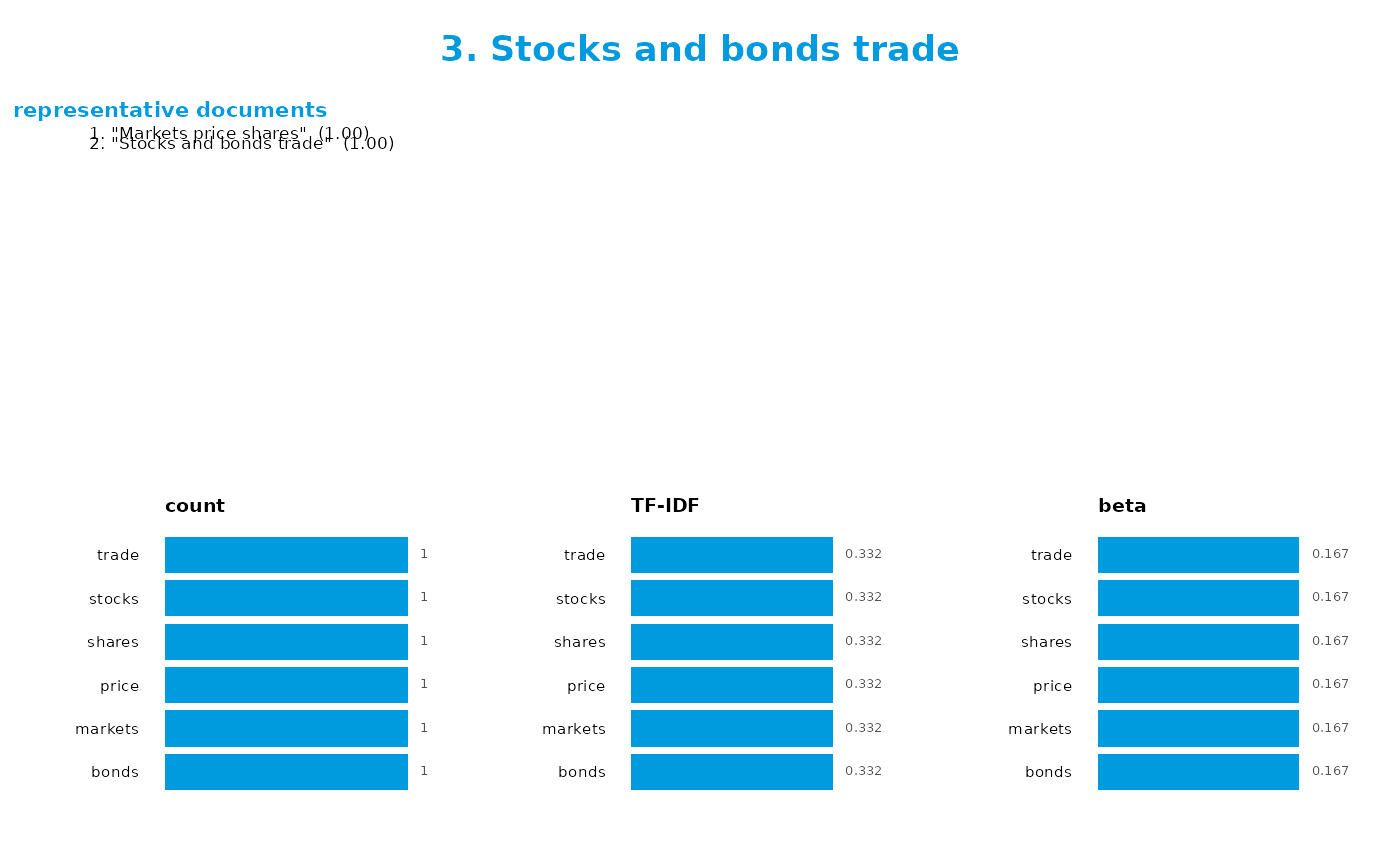 3. Stocks and bonds trade
representative documents
1. "Markets price shares" (1.00)
2. "Stocks and bonds trade" (1.00)
count
trade 1
stocks 1
shares 1
price 1
markets 1
bonds 1
TF-IDF
trade 0.332
stocks 0.332
shares 0.332
price 0.332
markets 0.332
bonds 0.332
beta
trade 0.167
stocks 0.167
shares 0.167
price 0.167
markets 0.167
bonds 0.167